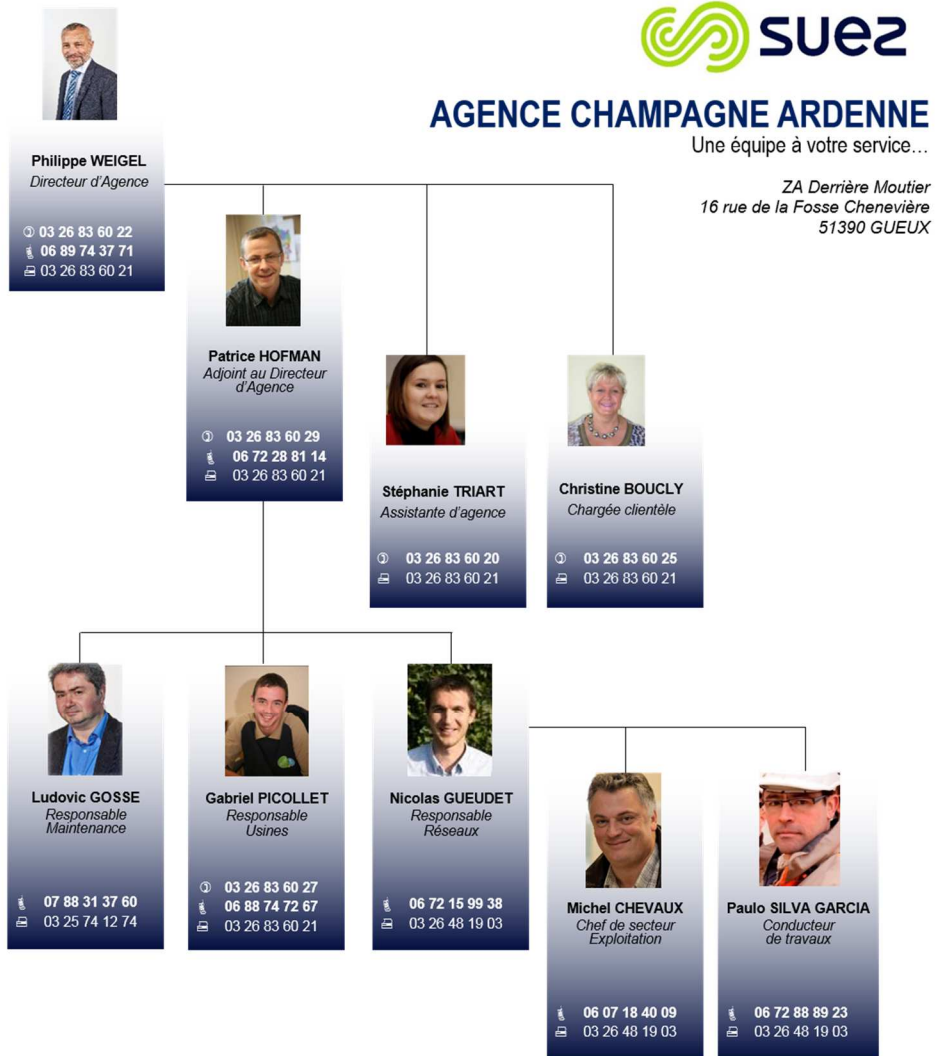 suez
AGENCE CHAMPAGNE ARDENNE
Une équipe à votre service…
ZA Derrière Moutier
16 rue de la Fosse Chenevière
51390 GUEUX
Philippe WEIGEL
Directeur d'Agence
03 26 83 60 22
06 89 74 37 71
03 26 83 60 21
Patrice HOFMAN
Adjoint au Directeur
d'Agence
03 26 83 60 29
06 72 28 81 14
03 26 83 60 21
Stéphanie TRIART
Assistante d'agence
03 26 83 60 20
03 26 83 60 21
Christine BOUCLY
Chargée clientèle
03 26 83 60 25
03 26 83 60 21
Ludovic GOSSE
Responsable
Maintenance
07 88 31 37 60
03 25 74 12 74
Gabriel PICOLLET
Responsable
Usines
03 26 83 60 27
06 88 74 72 67
03 26 83 60 21
Nicolas GUEUDET
Responsable
Réseaux
06 72 15 99 38
03 26 48 19 03
Michel CHEVAUX
Chef de secteur
Exploitation
06 07 18 40 09
03 26 48 19 03
Paulo SILVA GARCIA
Conducteur
de travaux
06 72 88 89 23
03 26 48 19 03